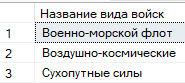 Название вида войск
1 Военно-морской флот
2 Воздушно-космические
3 Сухопутные силы